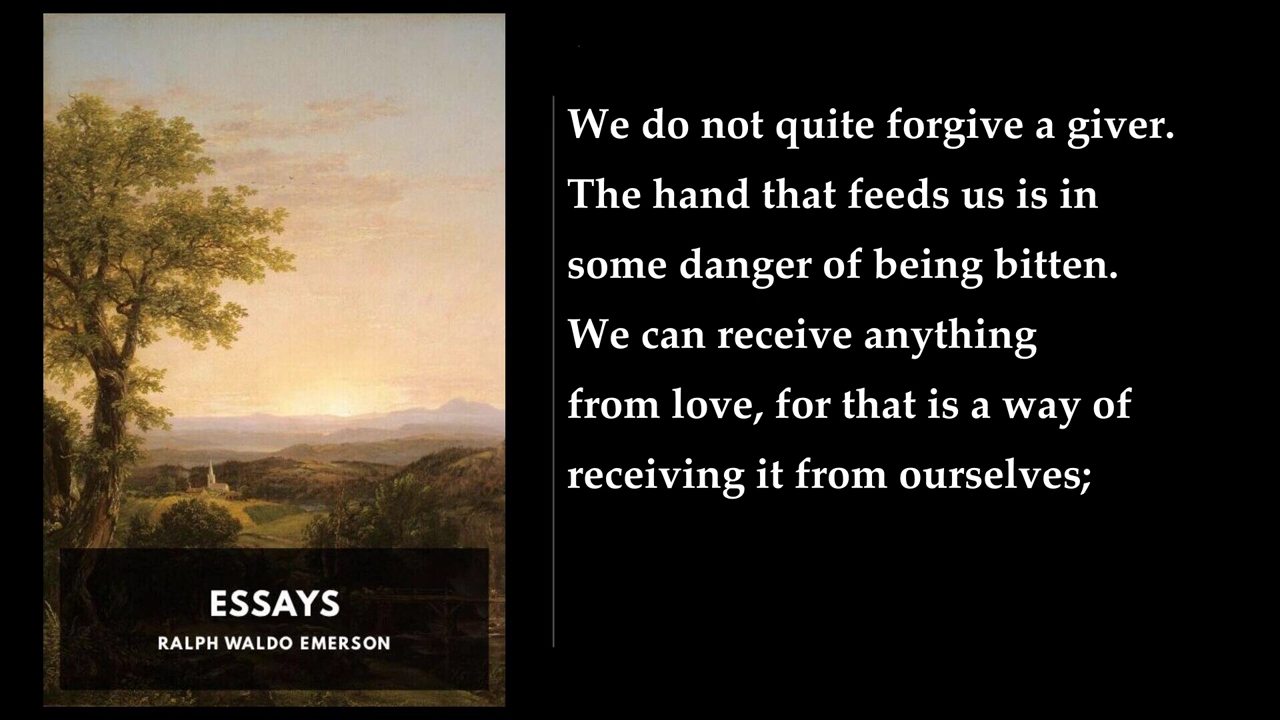 ESSAYS
RALPH WALDO EMERSON
We do not quite forgive a giver.
The hand that feeds us is in
some danger of being bitten.
We can receive anything
from love, for that is a way of
receiving it from ourselves;